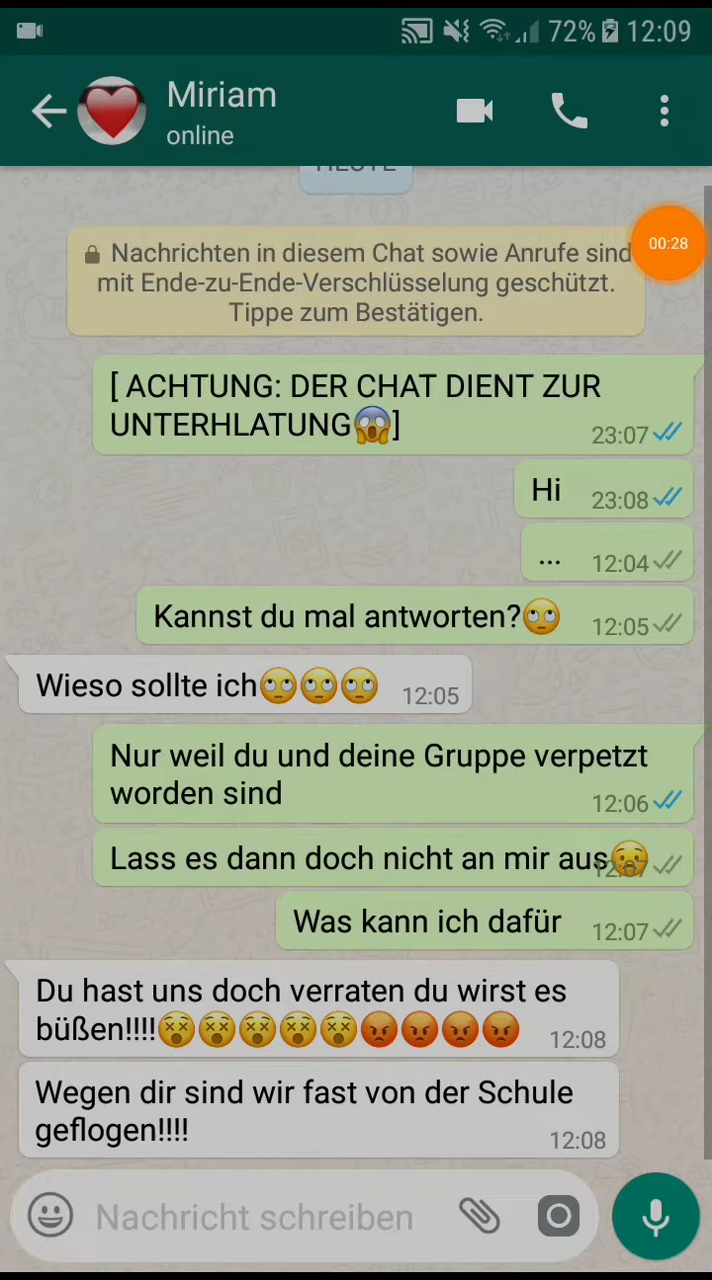 72% 12:09
Miriam
online
HEUTE
Nachrichten in diesem Chat sowie Anrufe sind
mit Ende-zu-Ende-Verschlüsselung geschützt.
Tippe zum Bestätigen.
00:28
[ ACHTUNG: DER CHAT DIENT ZUR
UNTERHLATUNG😱]
23:07
Hi 23:08
... 12:04
Kannst du mal antworten?🙄 12:05
Wieso sollte ich🙄🙄🙄 12:05
Nur weil du und deine Gruppe verpetzt
worden sind 12:06
Lass es dann doch nicht an mir aus😢 12:07
Was kann ich dafür 12:07
Du hast uns doch verraten du wirst es
büßen!!!!😵😵😵😵😵😡😡😡😡 12:08
Wegen dir sind wir fast von der Schule
geflogen!!!! 12:08
Nachricht schreiben